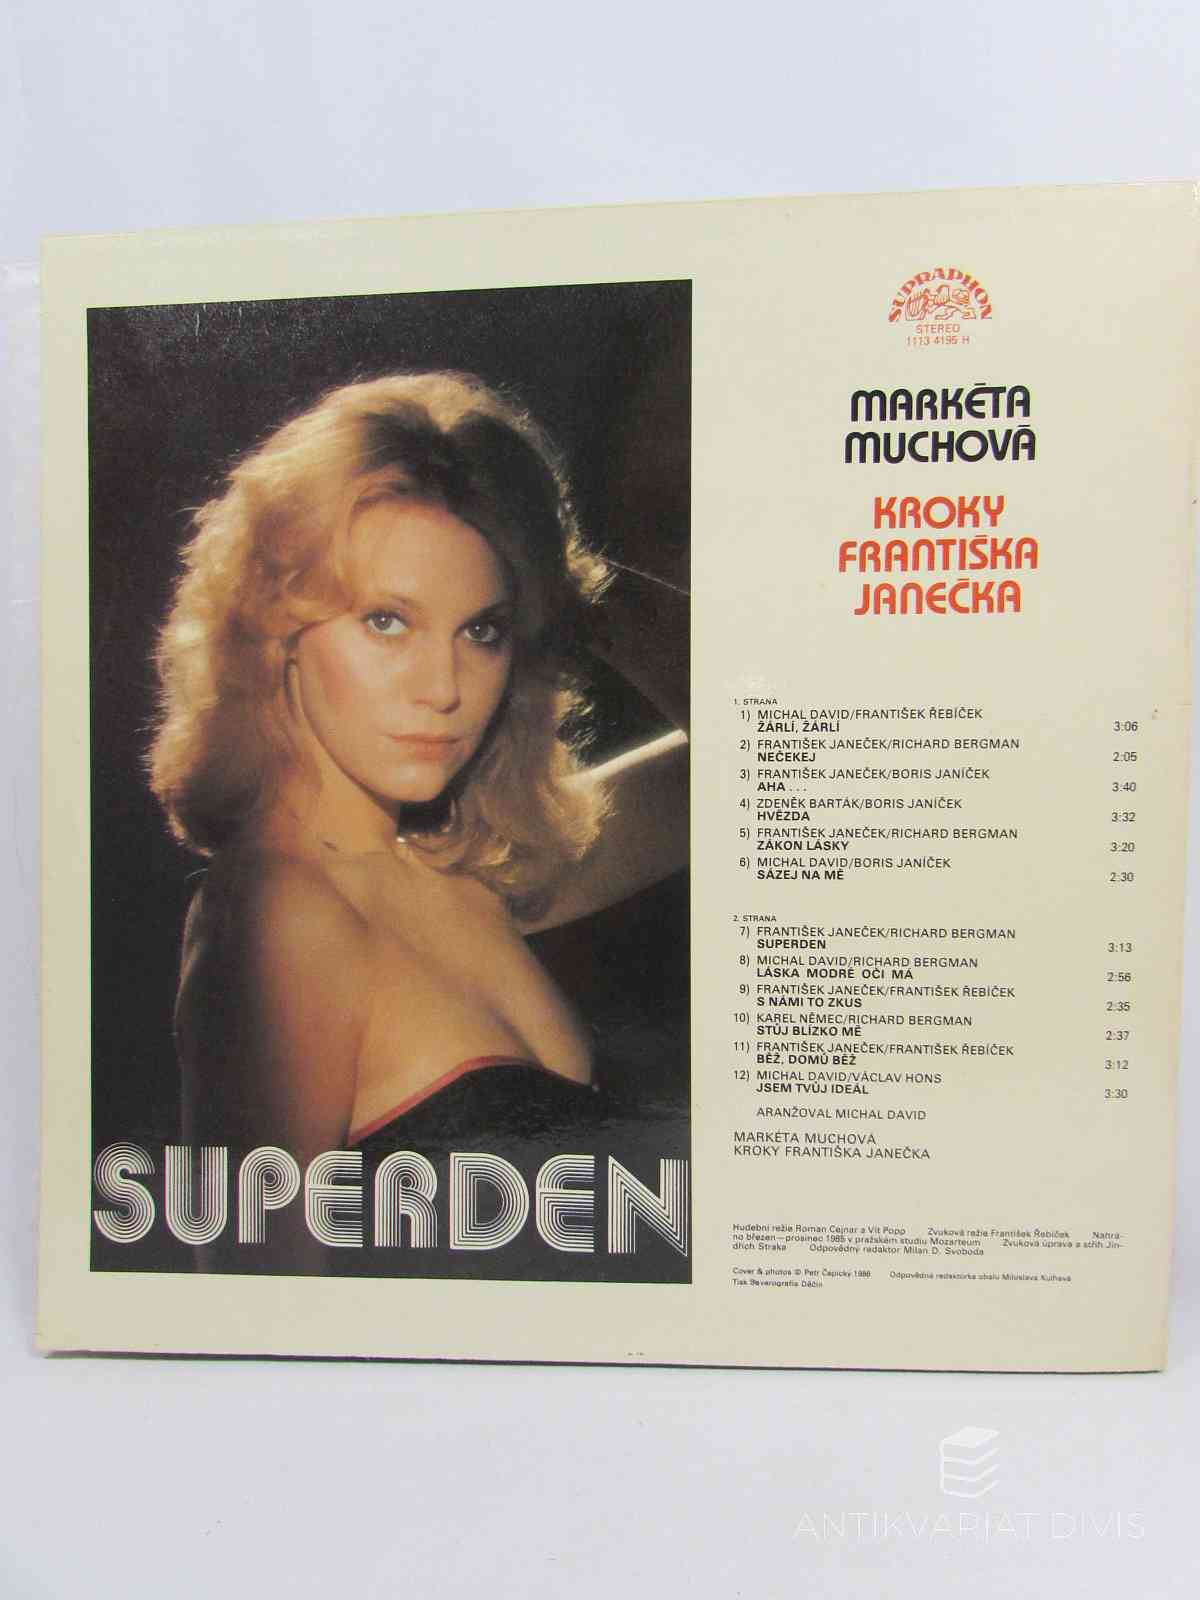 SUPRAPHON
STEREO
1113 4195 H
MARKÉTA
MUCHOVÁ
KROKY
FRANTIŠKA
JANEČKA
1. STRANA
1) MICHAL DAVID/FRANTIŠEK ŘEBÍČEK
ŽÁRLÍ, ŽÁRLÍ 3:06
2) FRANTIŠEK JANEČEK/RICHARD BERGMAN
NEČEKEJ 2:05
3) FRANTIŠEK JANEČEK/BORIS JANÍČEK
AHA . . . 3:40
4) ZDENĚK BARTÁK/BORIS JANÍČEK
HVĚZDA 3:32
5) FRANTIŠEK JANEČEK/RICHARD BERGMAN
ZÁKON LÁSKY 3:20
6) MICHAL DAVID/BORIS JANÍČEK
SÁZEJ NA MĚ 2:30
2. STRANA
7) FRANTIŠEK JANEČEK/RICHARD BERGMAN
SUPERDEN 3:13
8) MICHAL DAVID/RICHARD BERGMAN
LÁSKA MODRÉ OČI MÁ 2:56
9) FRANTIŠEK JANEČEK/FRANTIŠEK ŘEBÍČEK
S NÁMI TO ZKUS 2:35
10) KAREL NĚMEC/RICHARD BERGMAN
STŮJ BLÍZKO MĚ 2:37
11) FRANTIŠEK JANEČEK/FRANTIŠEK ŘEBÍČEK
BĚŽ, DOMŮ BĚŽ 3:12
12) MICHAL DAVID/VÁCLAV HONS
JSEM TVŮJ IDEÁL 3:30
ARANŽOVAL MICHAL DAVID
MARKÉTA MUCHOVÁ
KROKY FRANTIŠKA JANEČKA
Hudební režie Roman Cejnar a Vít Popp Zvuková režie František Řebíček Nahrá-
no březen—prosinec 1985 v pražském studiu Mozarteum Zvuková úprava a střih Jin-
dřich Straka Odpovědný redaktor Milan D. Svoboda
Cover & photos © Petr Čapický 1986 Odpovědná redaktorka obalu Miloslava Kulhavá
Tisk Severografia Děčín
SUPERDEN
ANTIKVARIAT DIVIS